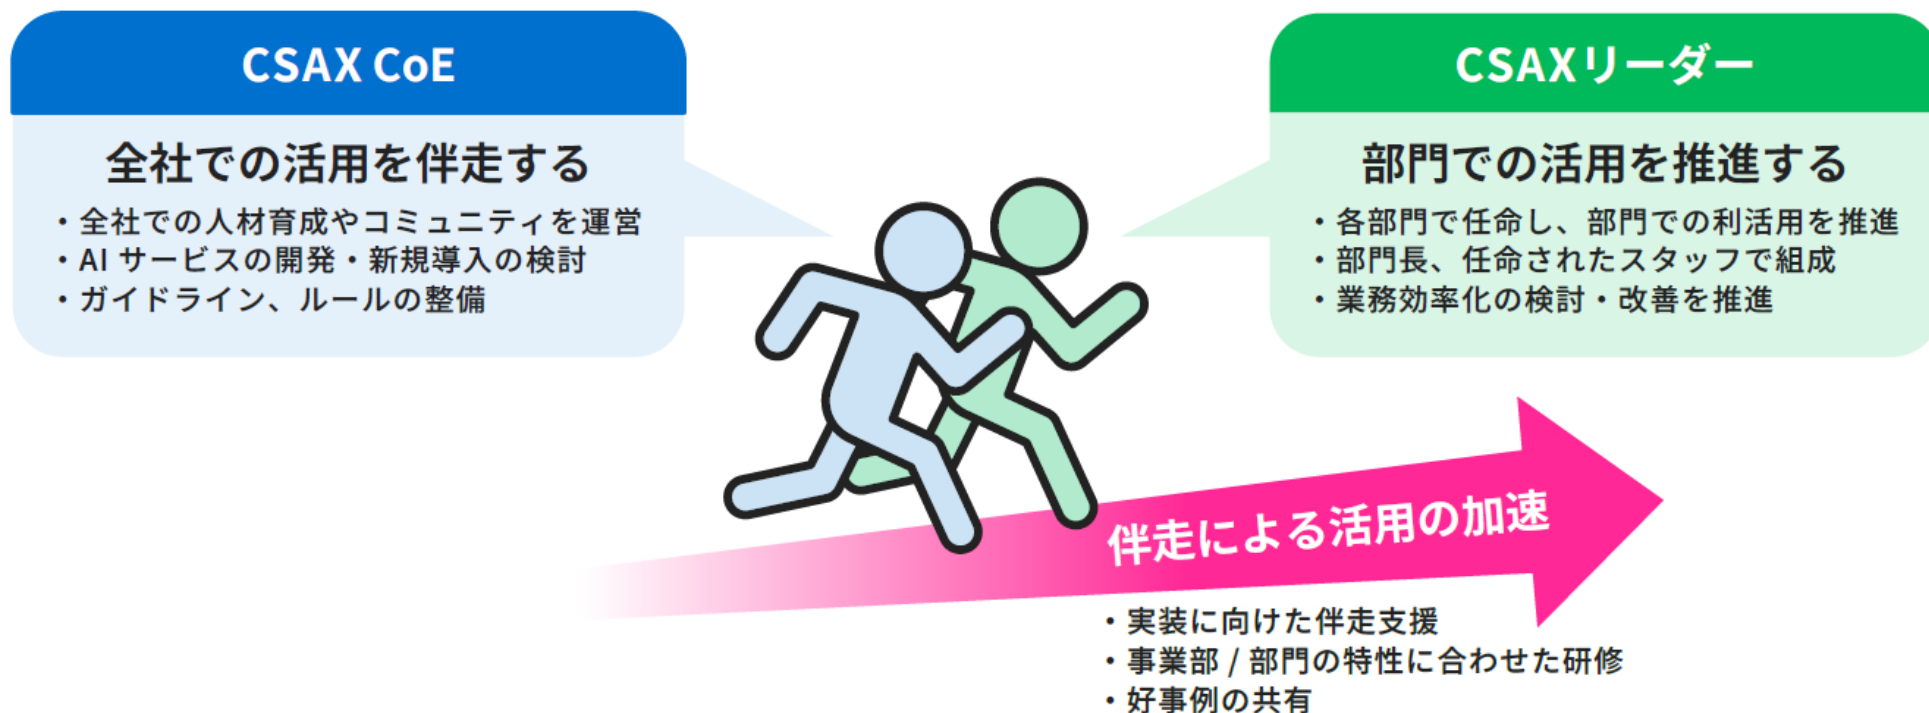 CSAX CoE
全社での活用を伴走する
・全社での人材育成やコミュニティを運営
・AI サービスの開発・新規導入の検討
・ガイドライン、ルールの整備
CSAXリーダー
部門での活用を推進する
・各部門で任命し、部門での利活用を推進
・部門長、任命されたスタッフで組成
・業務効率化の検討・改善を推進
伴走による活用の加速
・実装に向けた伴走支援
・事業部 / 部門の特性に合わせた研修
・好事例の共有